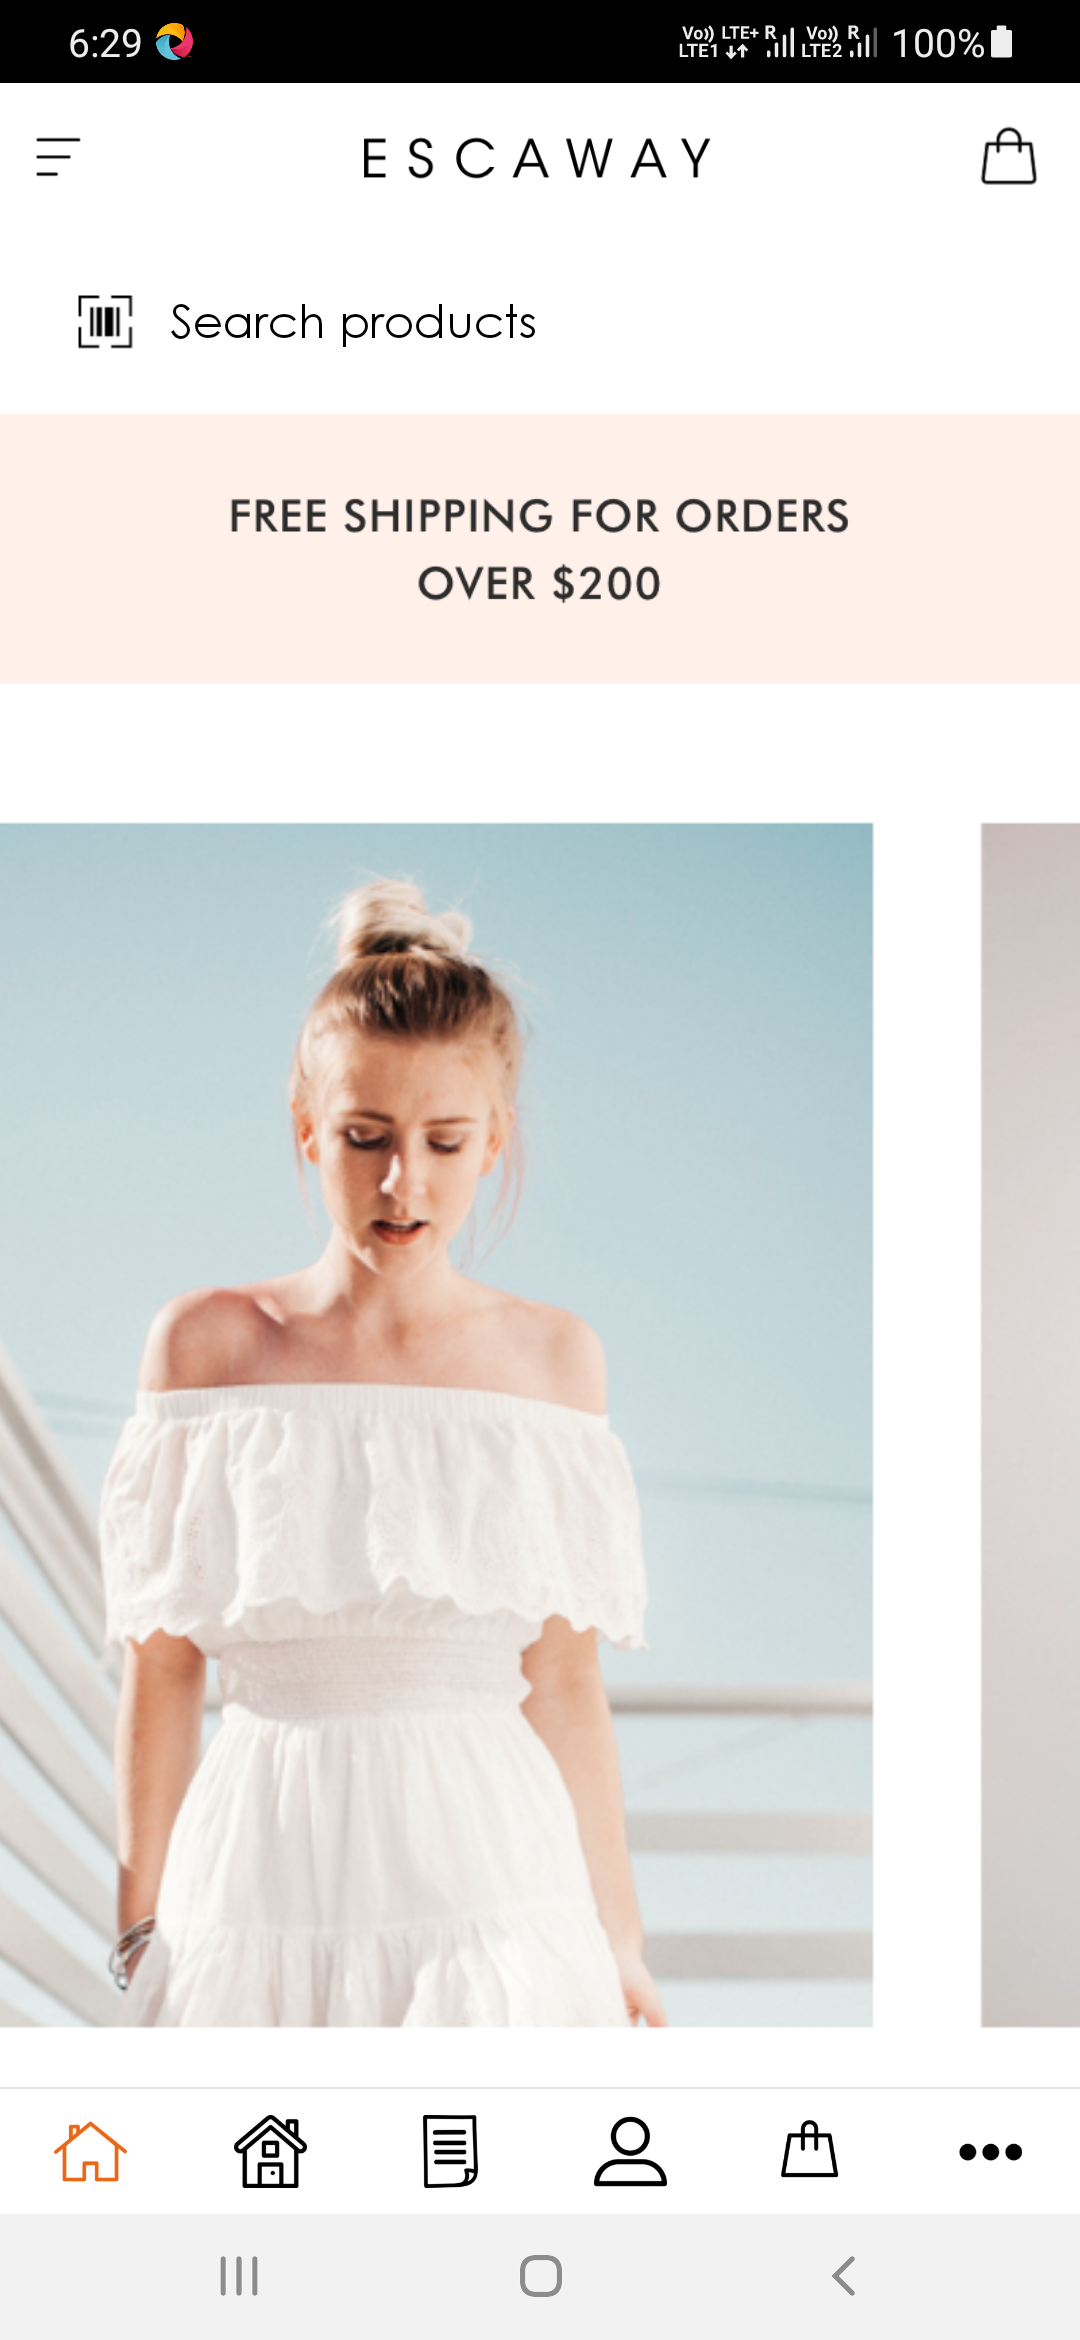 6:29
Vo)) LTE+ R Vo)) R
LTE1 LTE2 100%
ESCAWAY
Search products
FREE SHIPPING FOR ORDERS
OVER $200